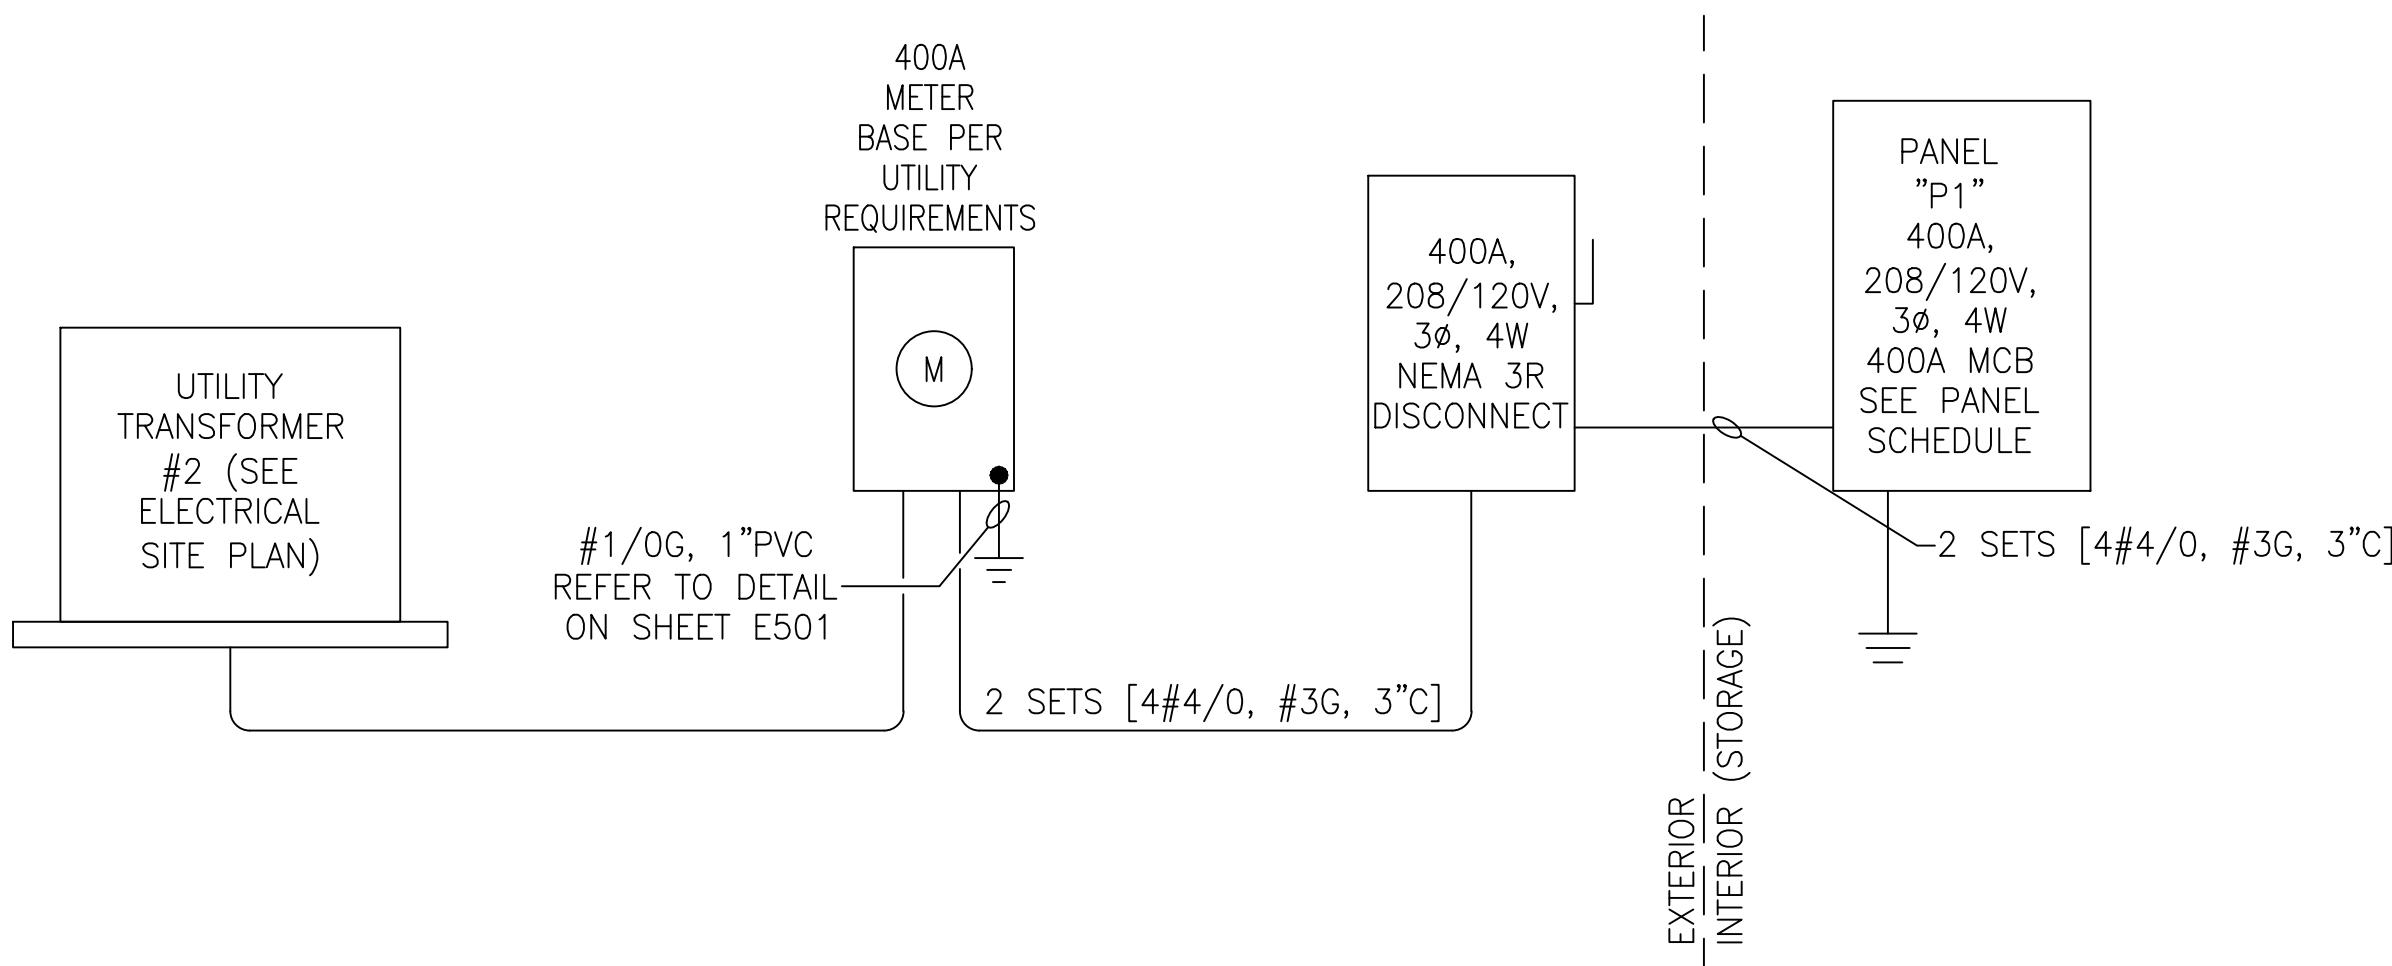 400A
METER
BASE PER
UTILITY
REQUIREMENTS
M
UTILITY
TRANSFORMER
#2 (SEE
ELECTRICAL
SITE PLAN)
#1/0G, 1"PVC
REFER TO DETAIL
ON SHEET E501
2 SETS [4#4/0, #3G, 3"C]
400A,
208/120V,
3ø, 4W
NEMA 3R
DISCONNECT
EXTERIOR
INTERIOR (STORAGE)
PANEL
"P1"
400A,
208/120V,
3ø, 4W
400A MCB
SEE PANEL
SCHEDULE
2 SETS [4#4/0, #3G, 3"C]